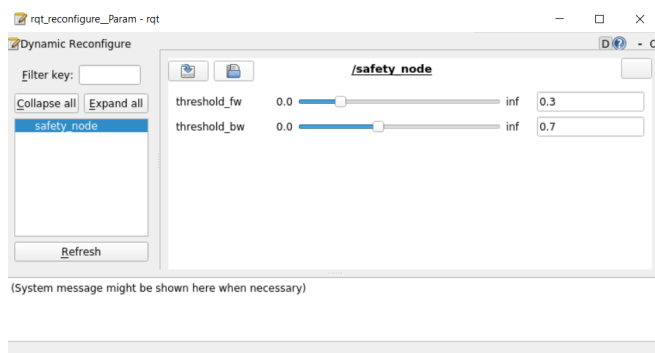 rqt_reconfigure__Param - rqt
Dynamic Reconfigure
D - C
Filter key:
Collapse all Expand all
safety_node
Refresh
/safety_node
threshold_fw 0.0 inf 0.3
threshold_bw 0.0 inf 0.7
(System message might be shown here when necessary)